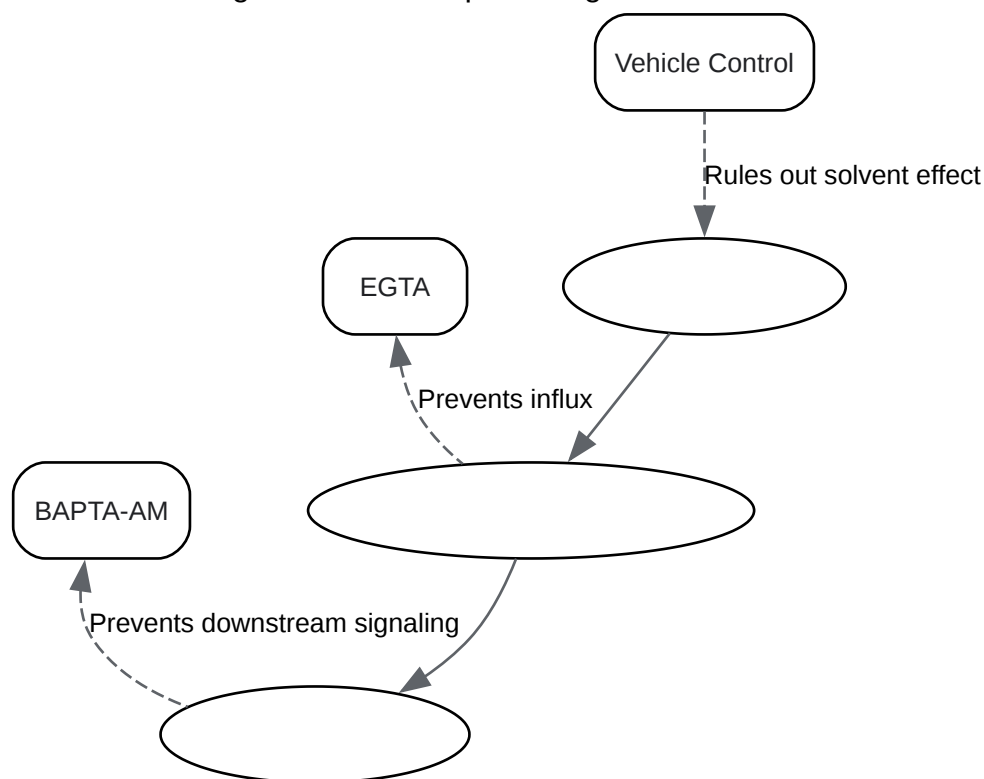 Vehicle Control
Rules out solvent effect
EGTA
Prevents influx
BAPTA-AM
Prevents downstream signaling